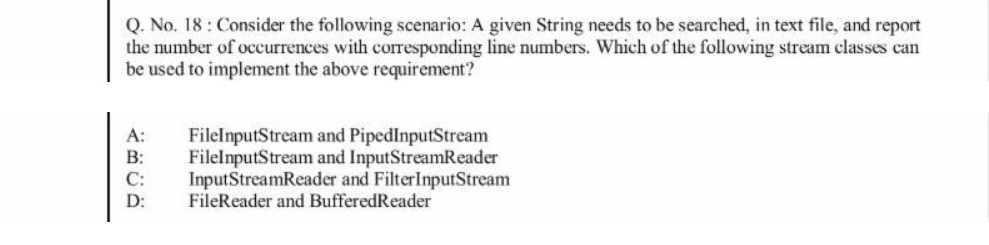 Q. No. 18 : Consider the following scenario: A given String needs to be searched, in text file, and report
the number of occurrences with corresponding line numbers. Which of the following stream classes can
be used to implement the above requirement?
A: FileInputStream and PipedInputStream
B: FileInputStream and InputStreamReader
C: InputStreamReader and FilterInputStream
D: FileReader and BufferedReader